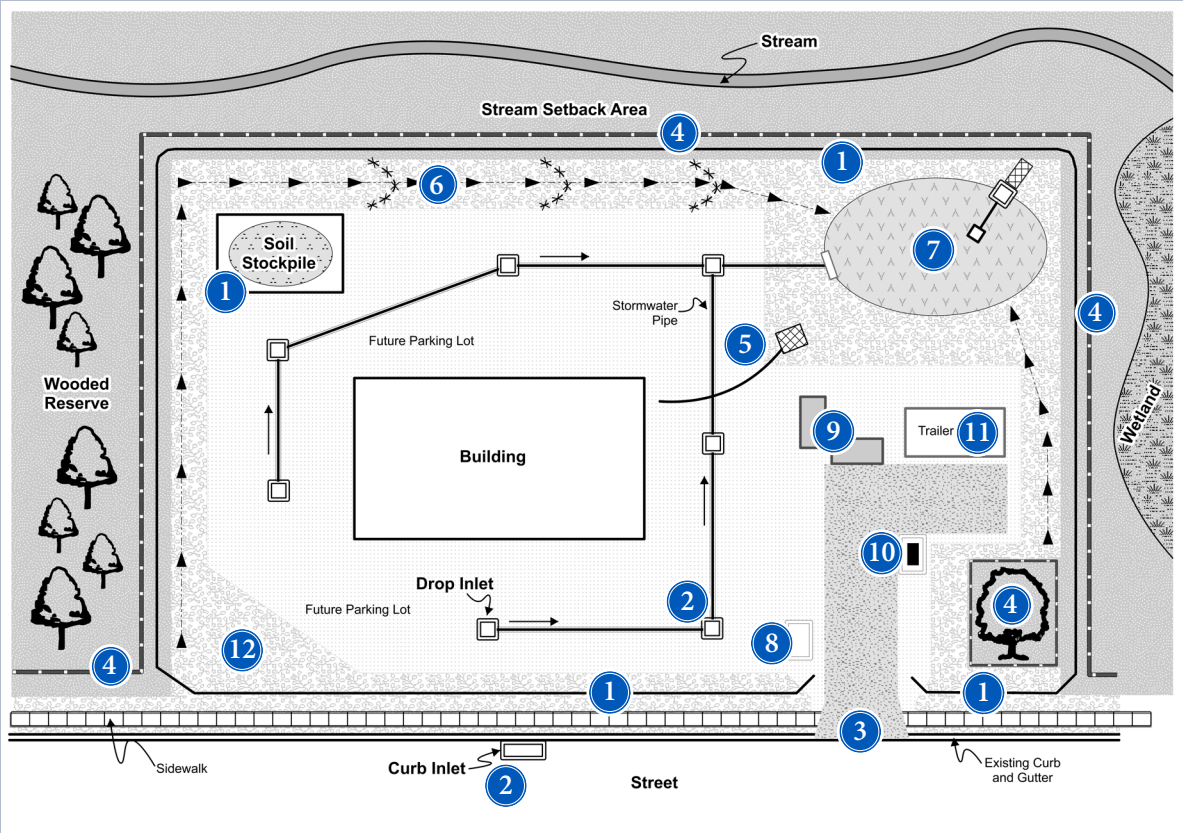 Stream
Stream Setback Area
4
1
6
Soil
Stockpile
7
1
Stormwater
Pipe
4
5
Future Parking Lot
Wooded
Reserve
Wetland
9
Trailer
11
Building
10
Drop Inlet
2
4
Future Parking Lot
8
12
4
1
1
3
Sidewalk
Curb Inlet
2
Street
Existing Curb
and Gutter